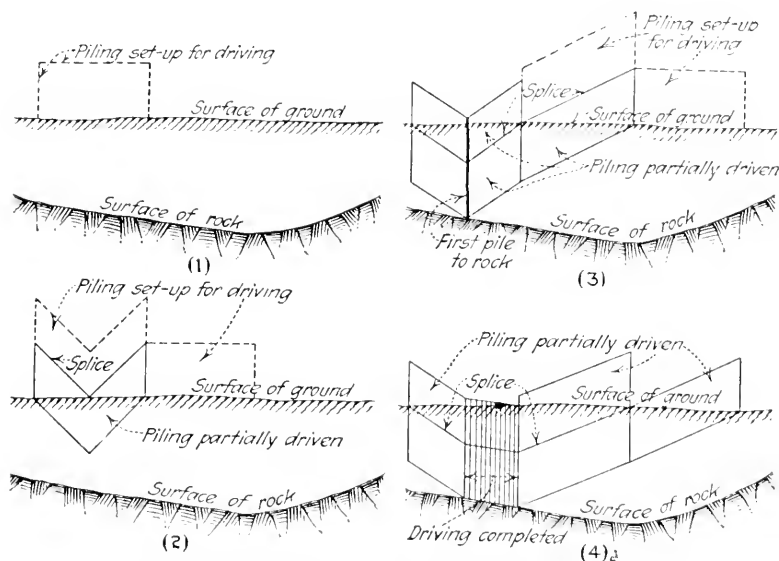 Piling set-up for driving
Surface of ground
Surface of rock
(1)
Piling set-up for driving
Splice
Surface of ground
Piling partially driven
Surface of rock
(2)
Piling set-up
for driving
Splice
Surface of ground
Piling partially driven
Surface of rock
First pile
to rock
(3)
Piling partially driven
Splice
Surface of ground
Surface of rock
Driving completed
(4)